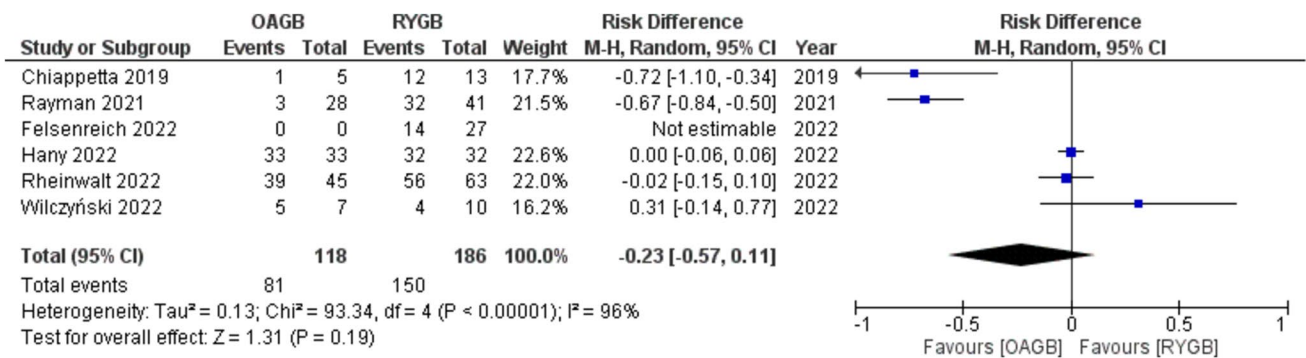 OAGB RYGB Risk Difference Risk Difference
Study or Subgroup Events Total Events Total Weight M-H, Random, 95% CI Year M-H, Random, 95% CI
Chiappetta 2019 1 5 12 13 17.7% -0.72 [-1.10, -0.34] 2019
Rayman 2021 3 28 32 41 21.5% -0.67 [-0.84, -0.50] 2021
Felsenreich 2022 0 0 14 27 Not estimable 2022
Hany 2022 33 33 32 32 22.6% 0.00 [-0.06, 0.06] 2022
Rheinwalt 2022 39 45 56 63 22.0% -0.02 [-0.15, 0.10] 2022
Wilczyński 2022 5 7 4 10 16.2% 0.31 [-0.14, 0.77] 2022
Total (95% CI) 118 186 100.0% -0.23 [-0.57, 0.11]
Total events 81 150
Heterogeneity: Tau² = 0.13; Chi² = 93.34, df = 4 (P < 0.00001); I² = 96%
Test for overall effect: Z = 1.31 (P = 0.19)
-1 -0.5 0 0.5 1
Favours [OAGB] Favours [RYGB]